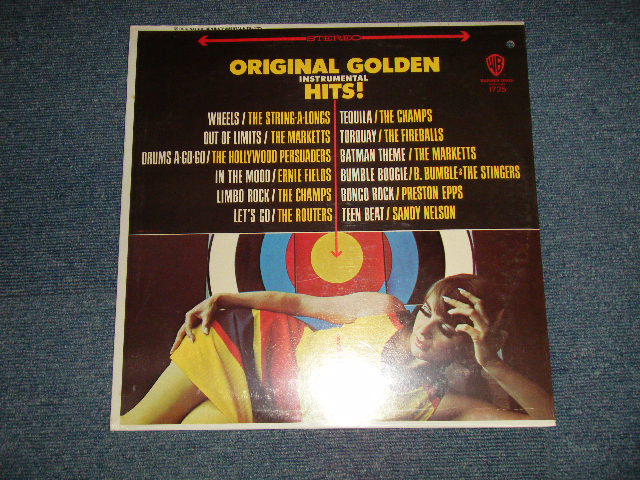 STEREO
ORIGINAL GOLDEN
INSTRUMENTAL
HITS!
WB
1725
WHEELS / THE STRING-A-LONGS
OUT OF LIMITS / THE MARKETTS
DRUMS A-GO-GO / THE HOLLYWOOD PERSUADERS
IN THE MOOD / ERNIE FIELDS
LIMBO ROCK / THE CHAMPS
LET'S GO / THE ROUTERS
TEQUILA / THE CHAMPS
TORQUAY / THE FIREBALLS
BATMAN THEME / THE MARKETTS
BUMBLE BOOGIE / B. BUMBLE & THE STINGERS
BONGO ROCK / PRESTON EPPS
TEEN BEAT / SANDY NELSON